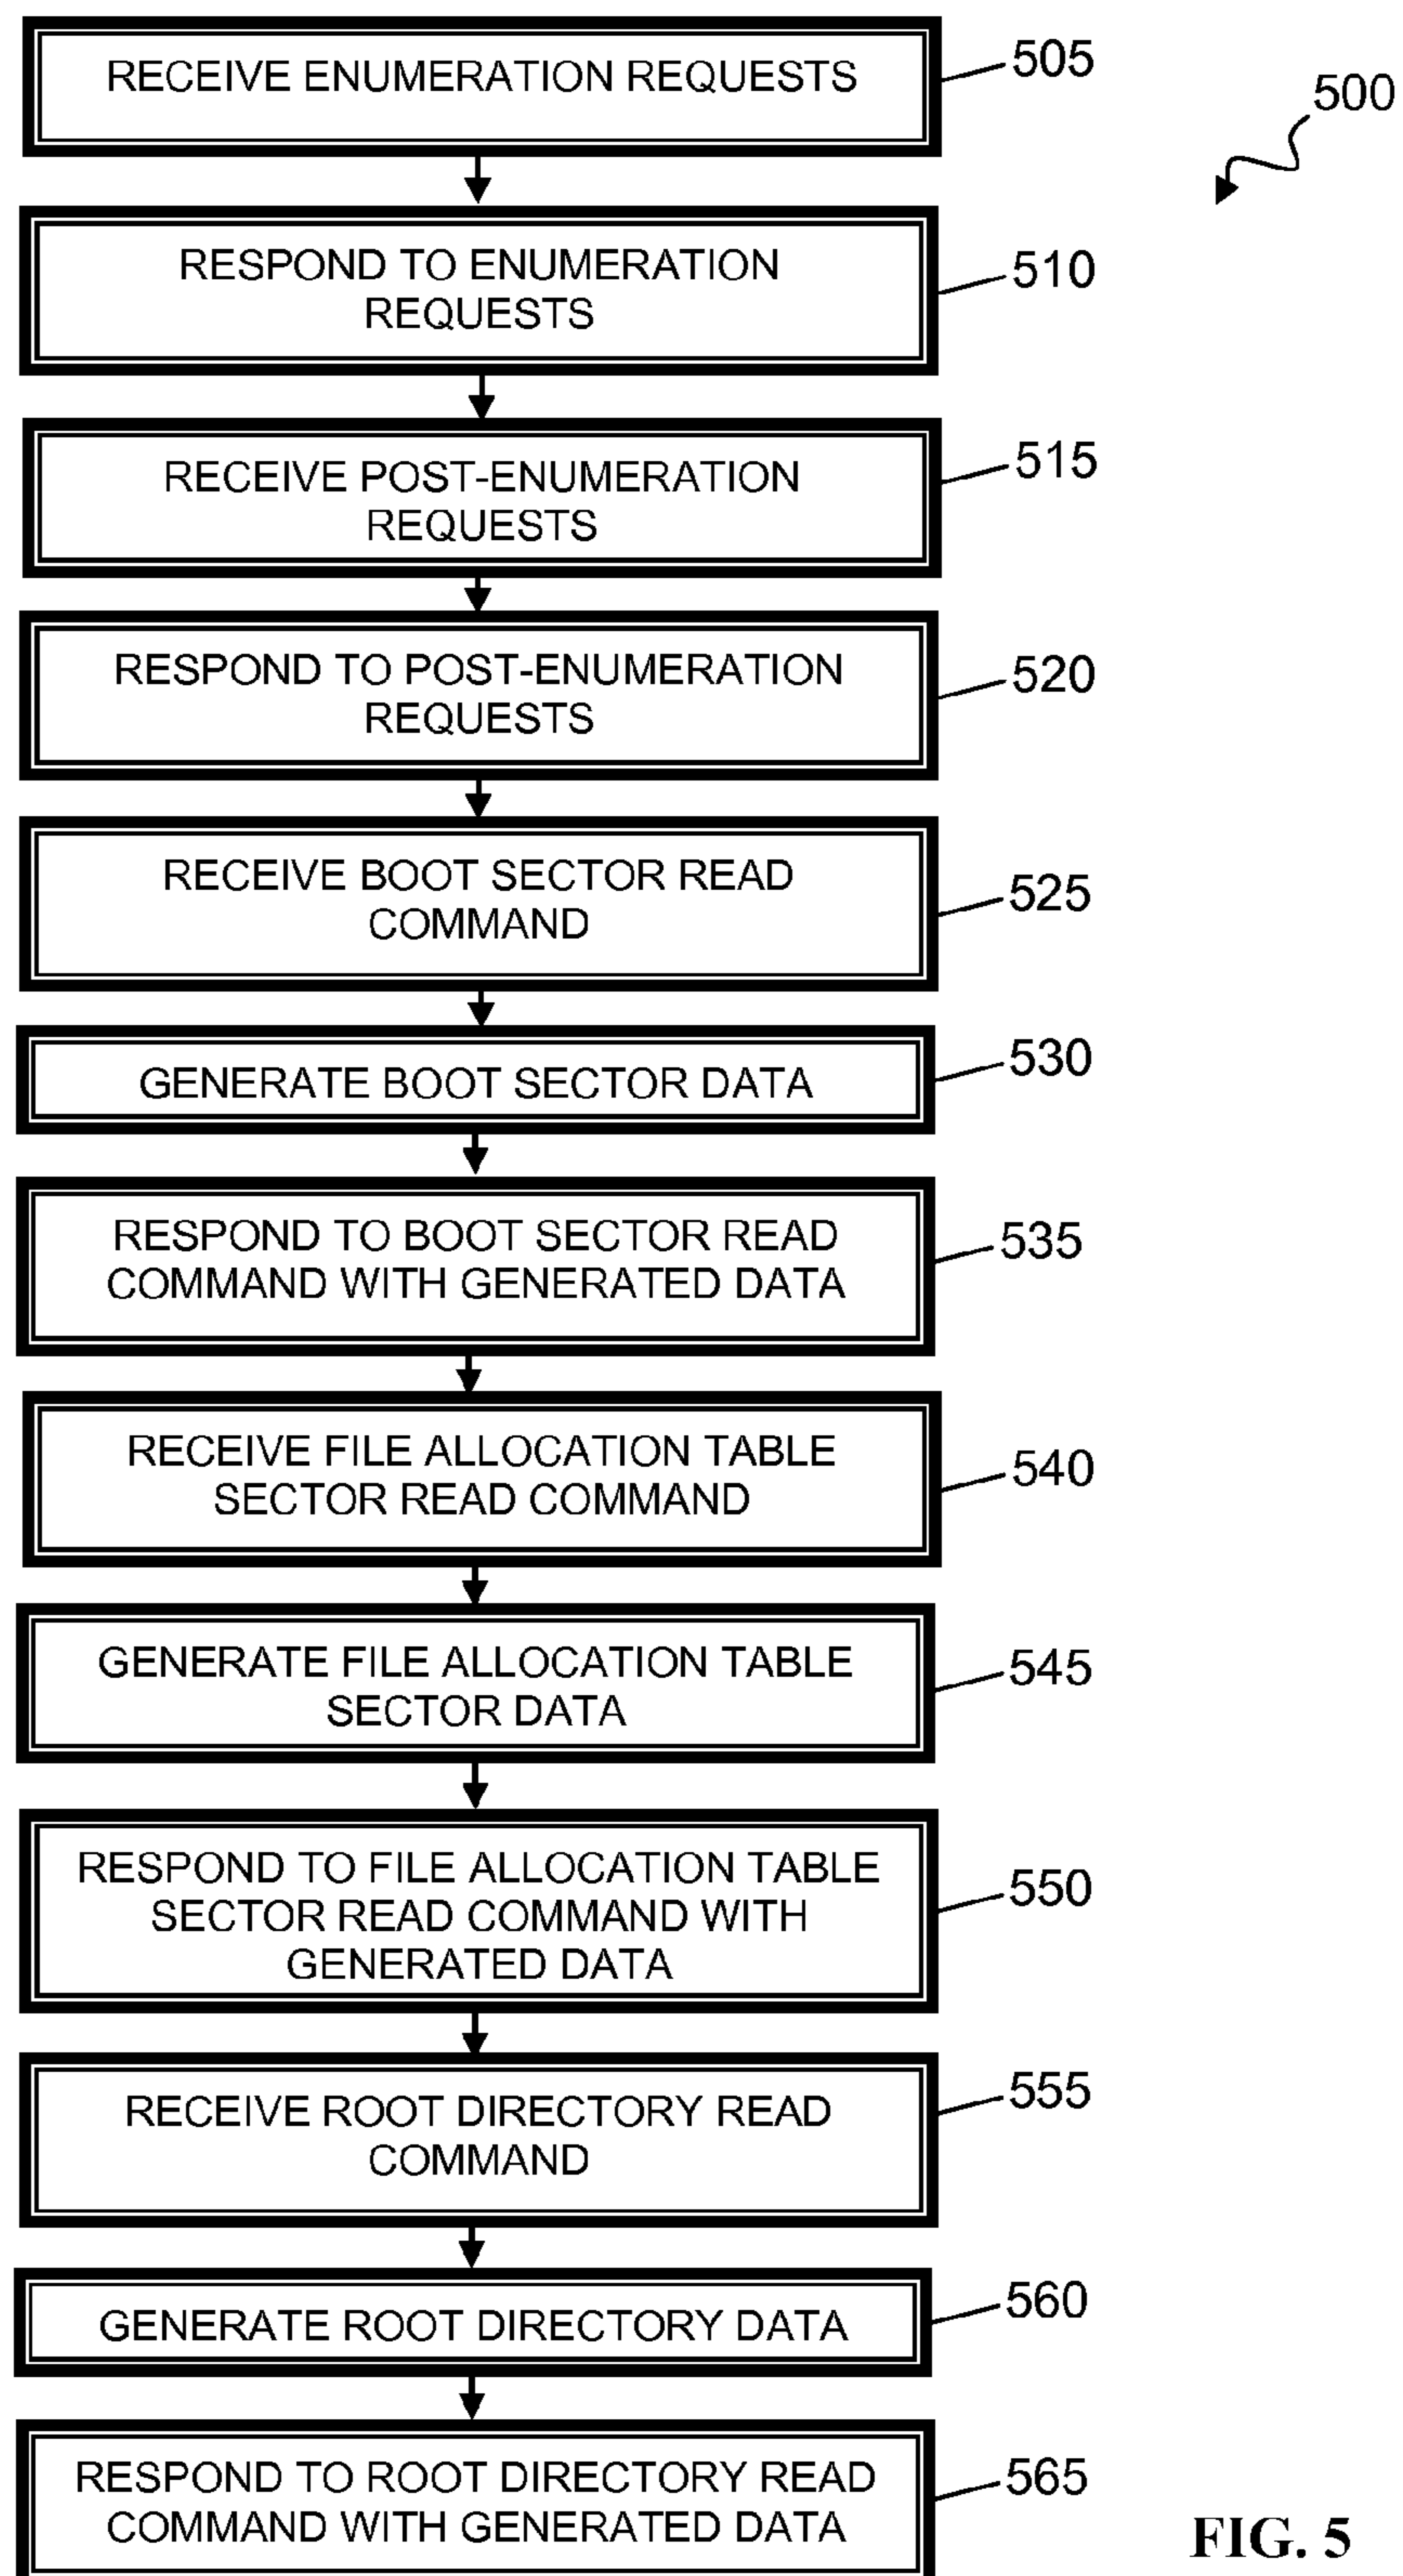 RECEIVE ENUMERATION REQUESTS
505
500
RESPOND TO ENUMERATION
REQUESTS
510
RECEIVE POST-ENUMERATION
REQUESTS
515
RESPOND TO POST-ENUMERATION
REQUESTS
520
RECEIVE BOOT SECTOR READ
COMMAND
525
GENERATE BOOT SECTOR DATA
530
RESPOND TO BOOT SECTOR READ
COMMAND WITH GENERATED DATA
535
RECEIVE FILE ALLOCATION TABLE
SECTOR READ COMMAND
540
GENERATE FILE ALLOCATION TABLE
SECTOR DATA
545
RESPOND TO FILE ALLOCATION TABLE
SECTOR READ COMMAND WITH
GENERATED DATA
550
RECEIVE ROOT DIRECTORY READ
COMMAND
555
GENERATE ROOT DIRECTORY DATA
560
RESPOND TO ROOT DIRECTORY READ
COMMAND WITH GENERATED DATA
565
FIG. 5